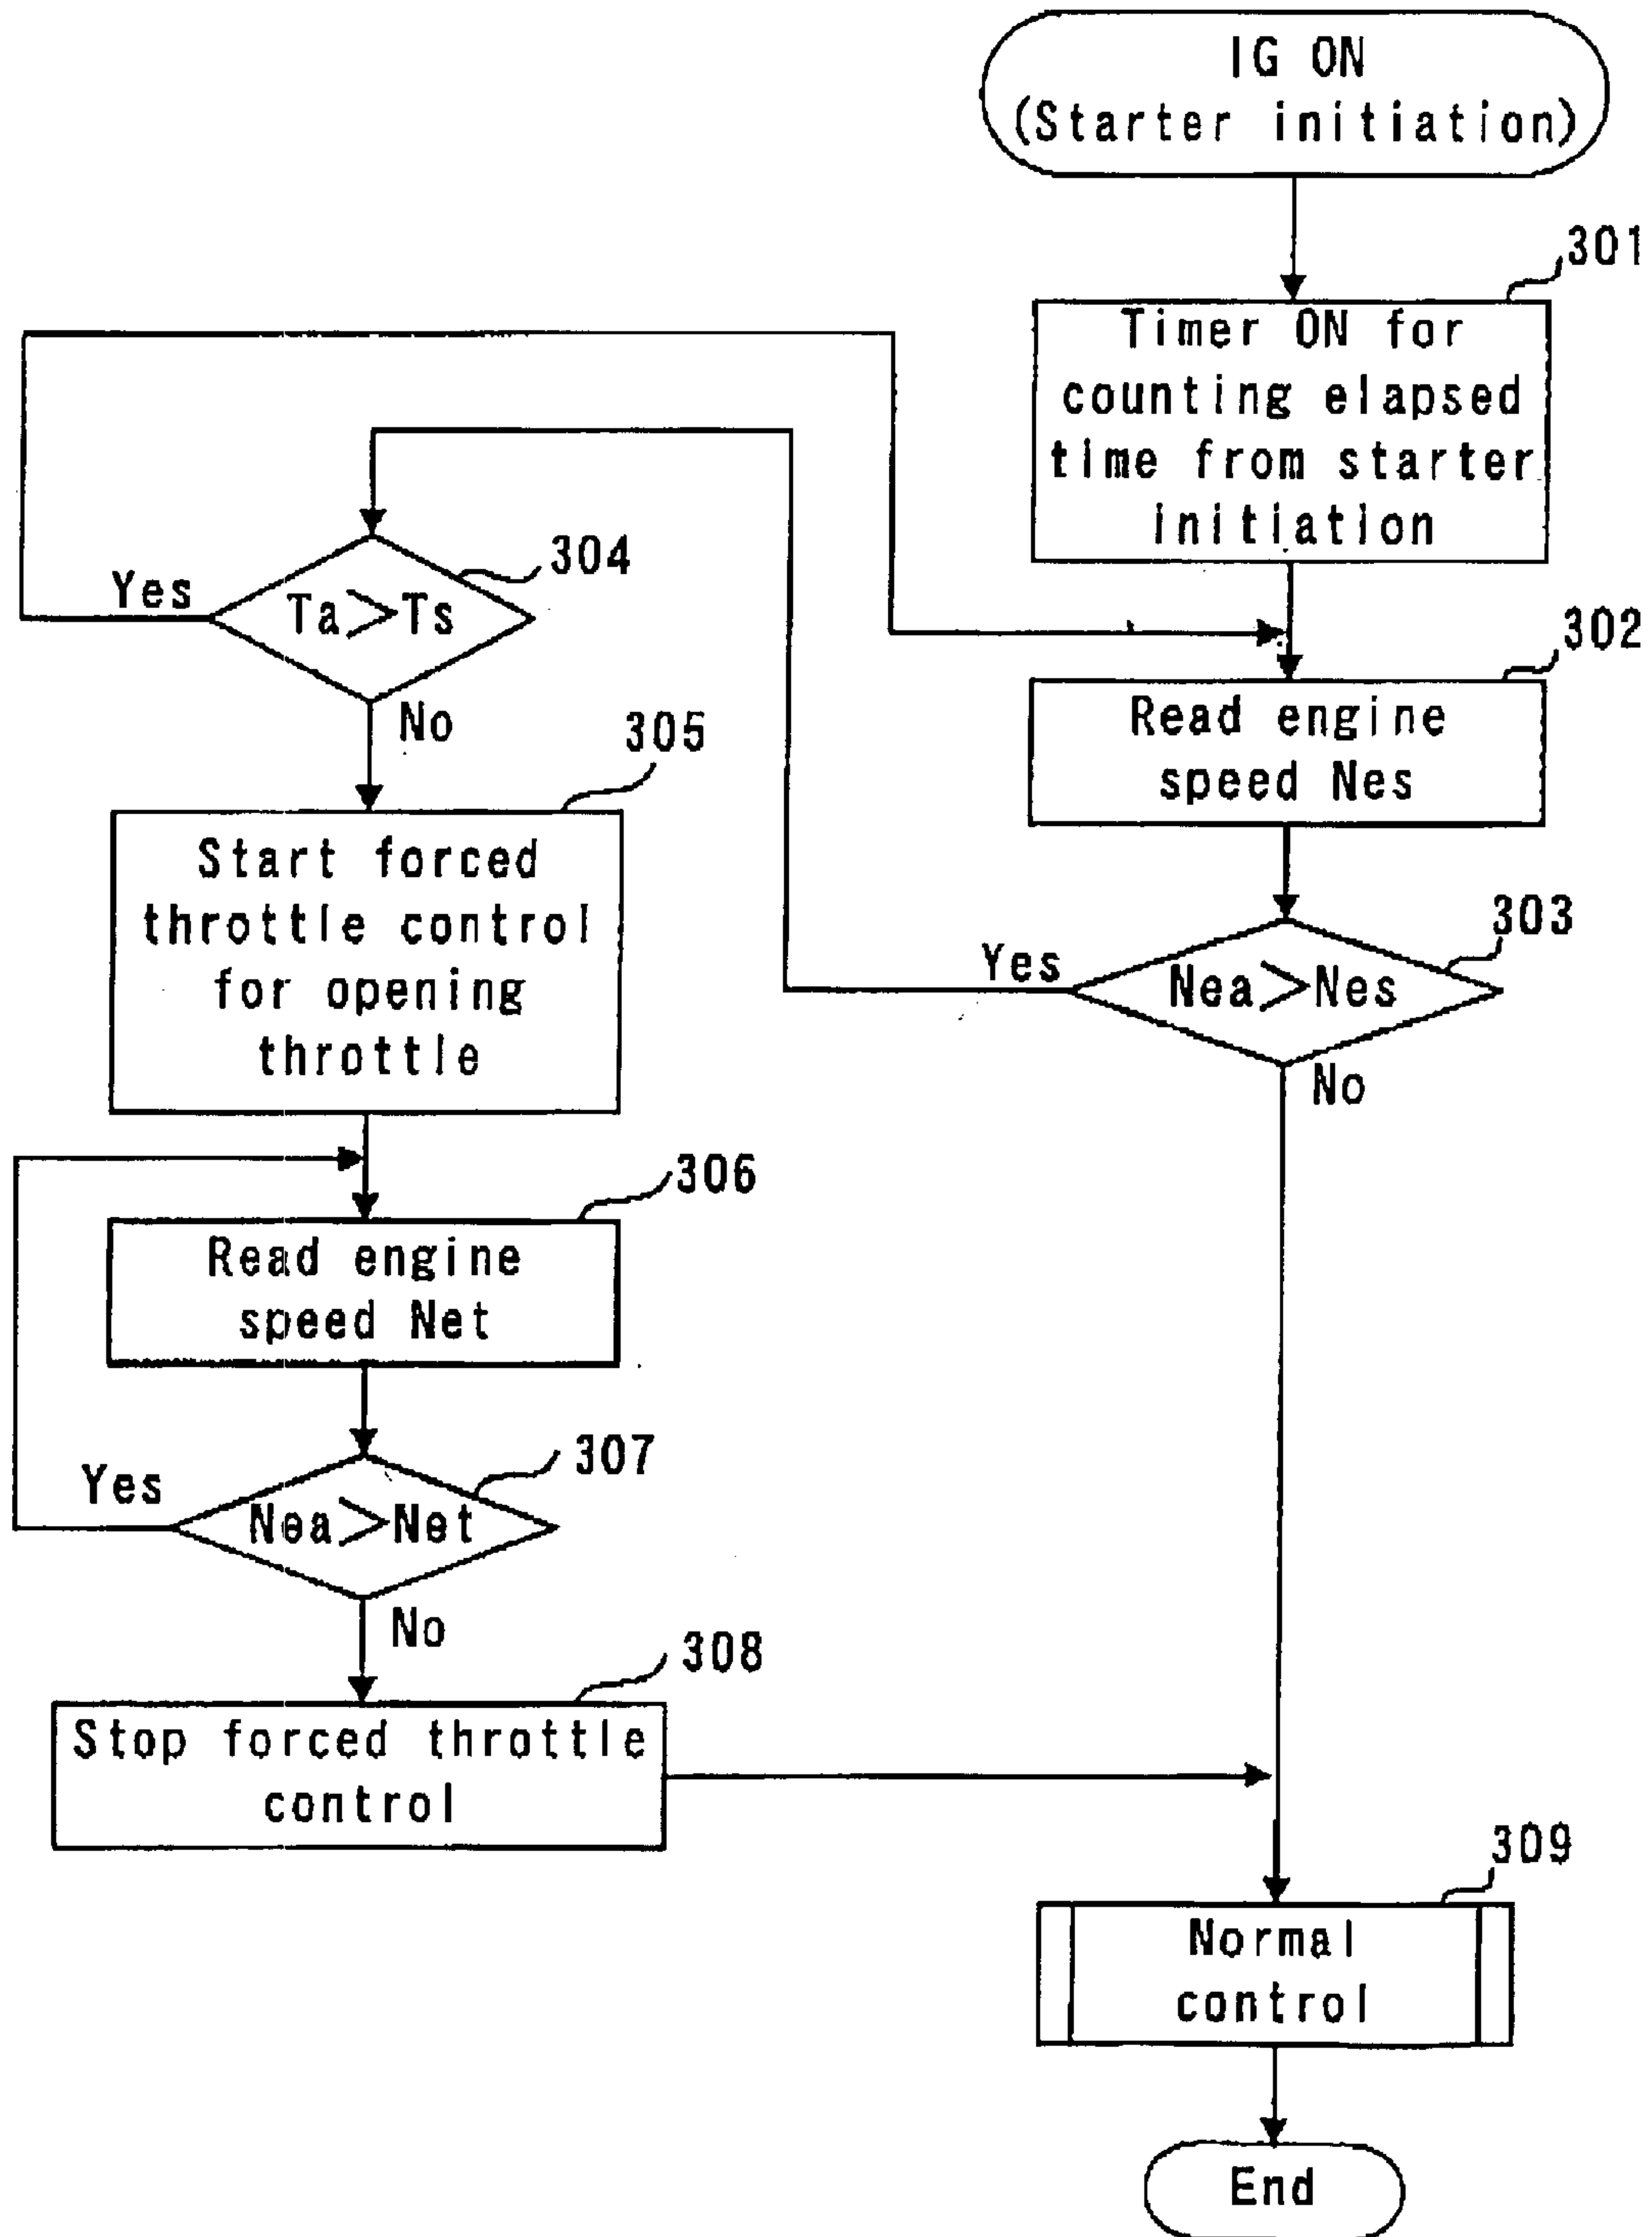 IG ON
(Starter initiation)
301
Timer ON for
counting elapsed
time from starter
initiation
302
Read engine
speed Nes
303
Nea>Nes
Yes
No
304
Ta>Ts
Yes
No
305
Start forced
throttle control
for opening
throttle
306
Read engine
speed Net
307
Nea>Net
Yes
No
308
Stop forced throttle
control
309
Normal
control
End